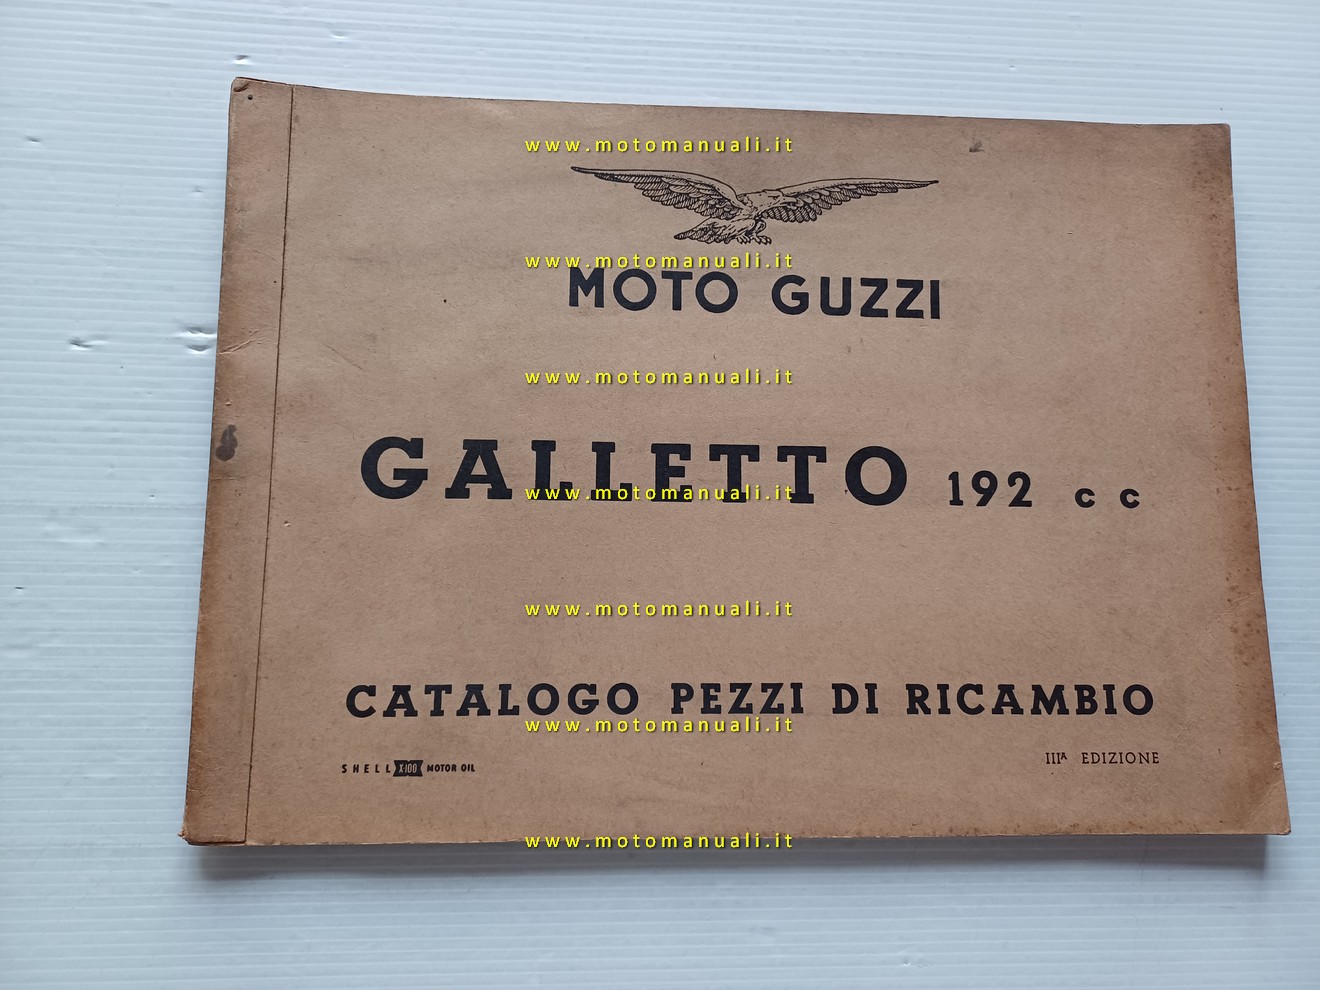 www.motomanuali.it
www.motomanuali.it
MOTO GUZZI
www.motomanuali.it
GALLETTO 192 cc
www.motomanuali.it
www.motomanuali.it
CATALOGO PEZZI DI RICAMBIO
www.motomanuali.it
SHELL X-100 MOTOR OIL
IIIA EDIZIONE
www.motomanuali.it